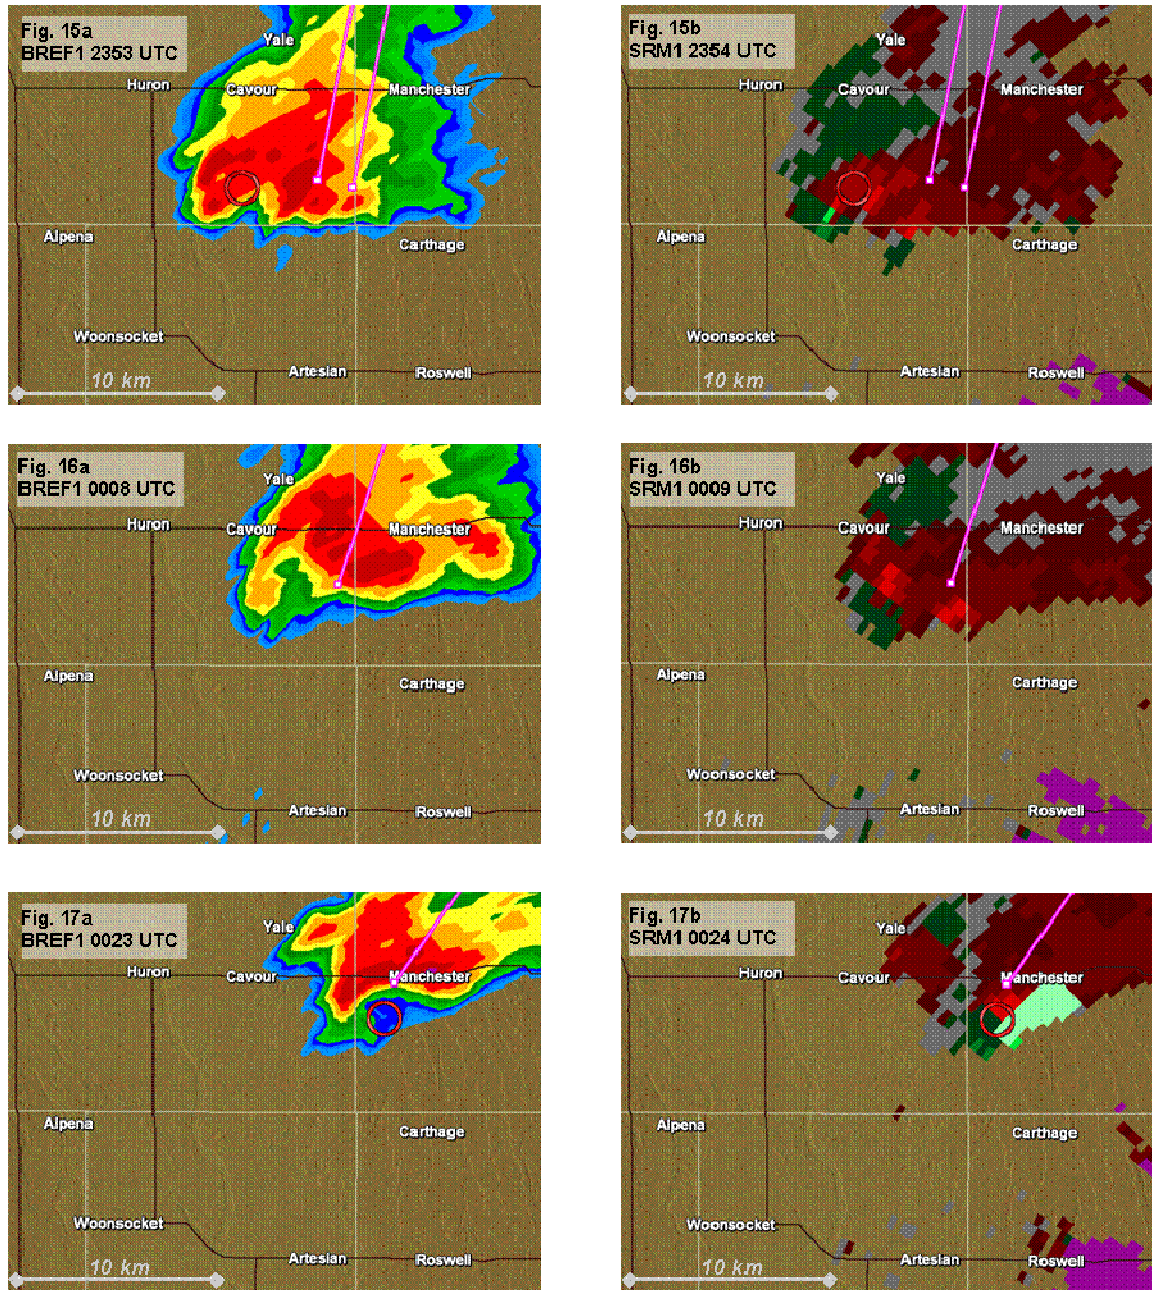 Fig. 15a
BREF1 2353 UTC
Yale
Huron
Cavour
Manchester
Alpena
Carthage
Woonsocket
Artesian
Roswell
10 km
Fig. 15b
SRM1 2354 UTC
Yale
Huron
Cavour
Manchester
Alpena
Carthage
Woonsocket
Artesian
Roswell
10 km
Fig. 16a
BREF1 0008 UTC
Yale
Huron
Cavour
Manchester
Alpena
Carthage
Woonsocket
Artesian
Roswell
10 km
Fig. 16b
SRM1 0009 UTC
Yale
Huron
Cavour
Manchester
Alpena
Carthage
Woonsocket
Artesian
Roswell
10 km
Fig. 17a
BREF1 0023 UTC
Yale
Huron
Cavour
Manchester
Alpena
Carthage
Woonsocket
Artesian
Roswell
10 km
Fig. 17b
SRM1 0024 UTC
Yale
Huron
Cavour
Manchester
Alpena
Carthage
Woonsocket
Artesian
Roswell
10 km